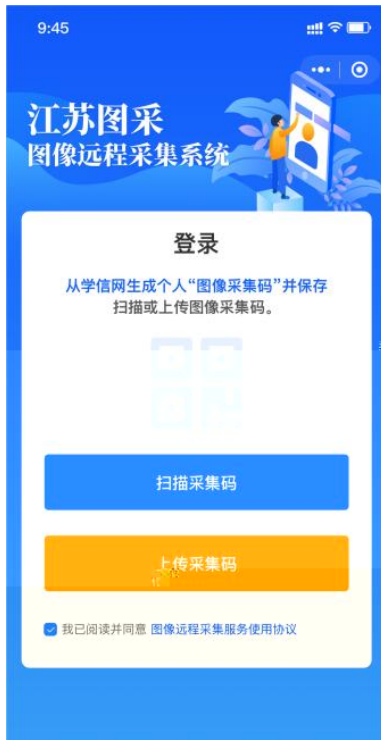 9:45
江苏图采
图像远程采集系统
登录
从学信网生成个人“图像采集码”并保存
扫描或上传图像采集码。
扫描采集码
上传采集码
我已阅读并同意 图像远程采集服务使用协议